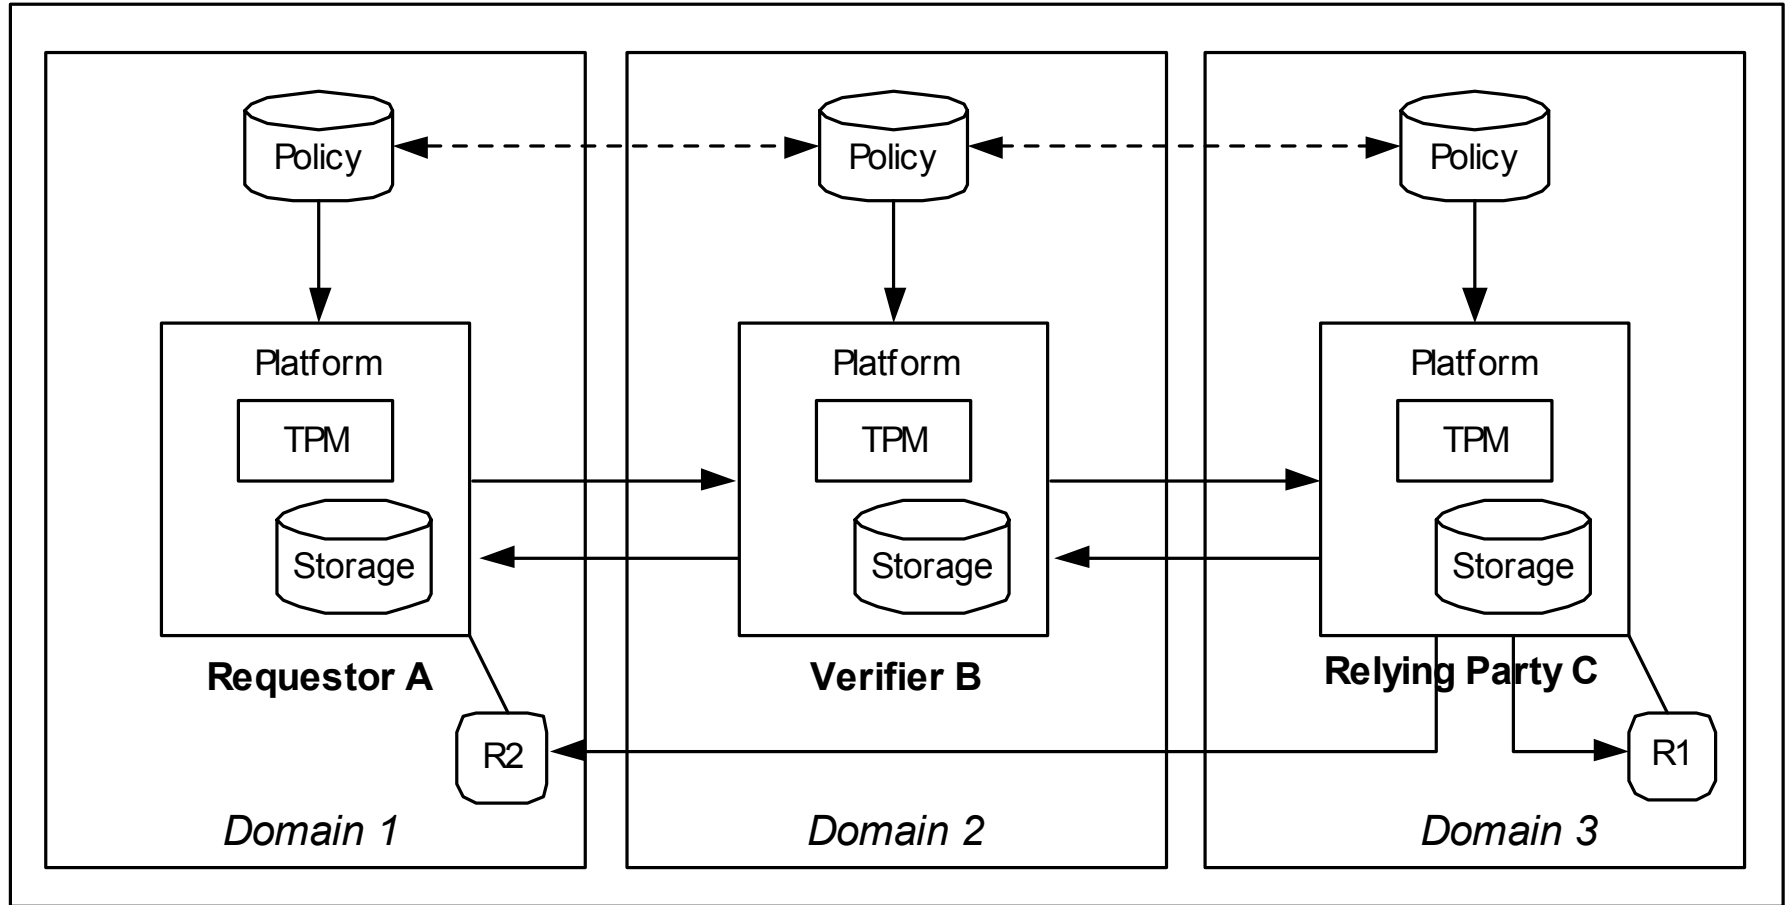 Policy
Policy
Policy
Platform
Platform
Platform
TPM
TPM
TPM
Storage
Storage
Storage
Requestor A
Verifier B
Relying Party C
R2
R1
Domain 1
Domain 2
Domain 3